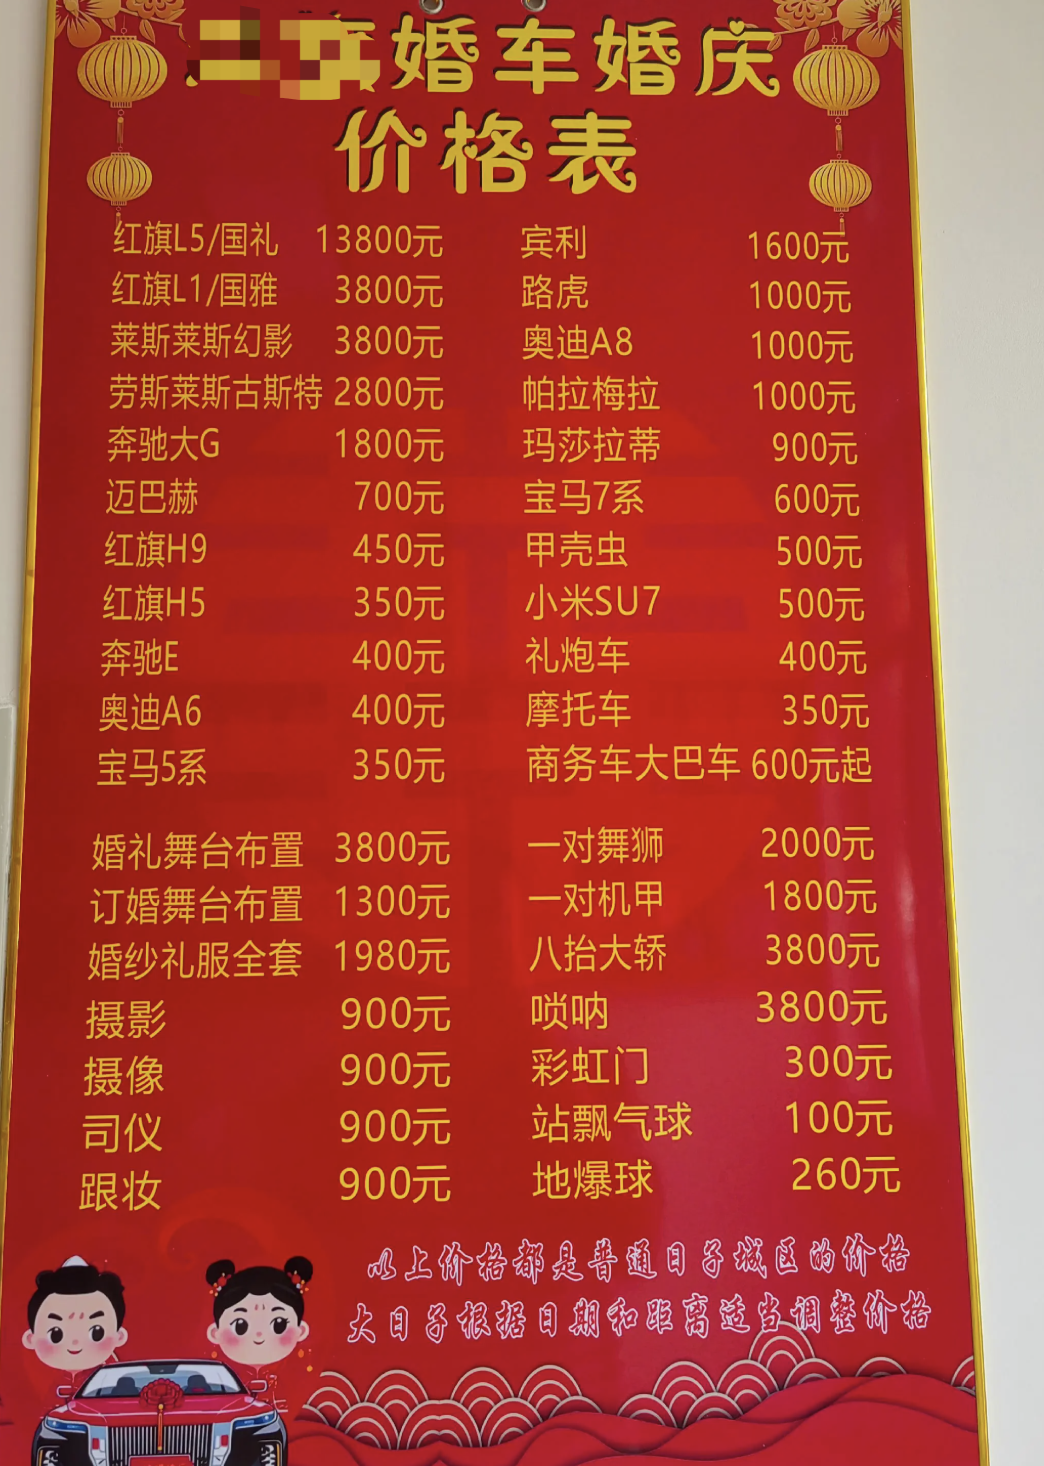 婚车婚庆
价格表
红旗L5/国礼 13800元
红旗L1/国雅 3800元
莱斯莱斯幻影 3800元
劳斯莱斯古斯特 2800元
奔驰大G 1800元
迈巴赫 700元
红旗H9 450元
红旗H5 350元
奔驰E 400元
奥迪A6 400元
宝马5系 350元
宾利 1600元
路虎 1000元
奥迪A8 1000元
帕拉梅拉 1000元
玛莎拉蒂 900元
宝马7系 600元
甲壳虫 500元
小米SU7 500元
礼炮车 400元
摩托车 350元
商务车大巴车 600元起
婚礼舞台布置 3800元
订婚舞台布置 1300元
婚纱礼服全套 1980元
摄影 900元
摄像 900元
司仪 900元
跟妆 900元
一对舞狮 2000元
一对机甲 1800元
八抬大轿 3800元
唢呐 3800元
彩虹门 300元
站飘气球 100元
地爆球 260元
以上价格都是普通日子城区的价格
大日子根据日期和距离适当调整价格